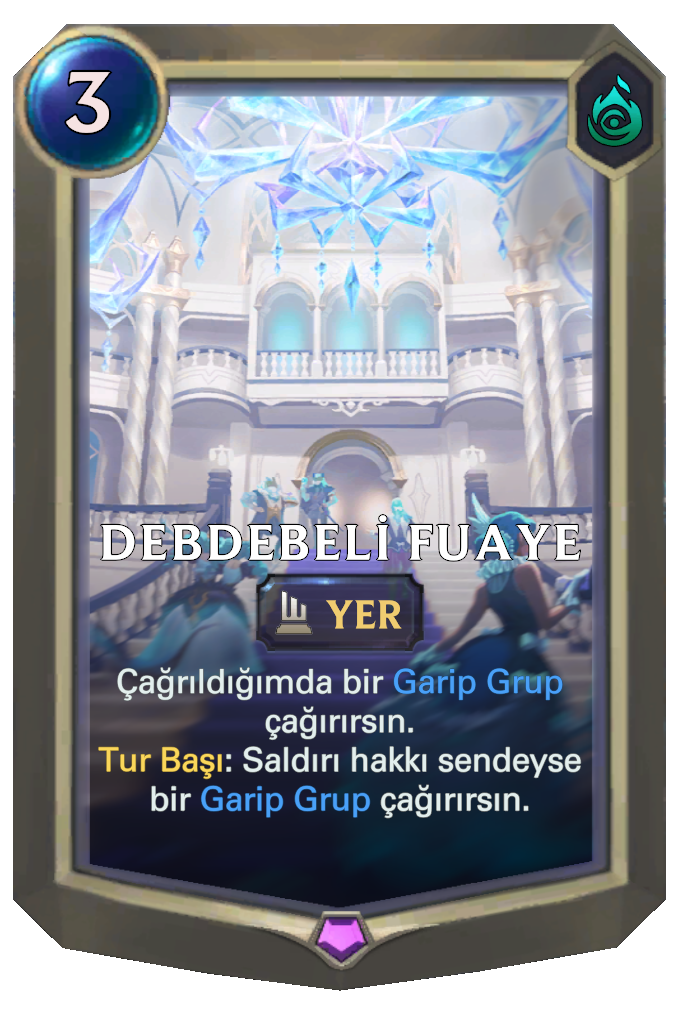 3
DEBDEBELİ FUAYE
YER
Çağrıldığımda bir Garip Grup
çağırırsın.
Tur Başı: Saldırı hakkı sendeyse
bir Garip Grup çağırırsın.